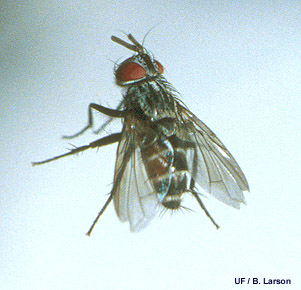 UF / B. Larson